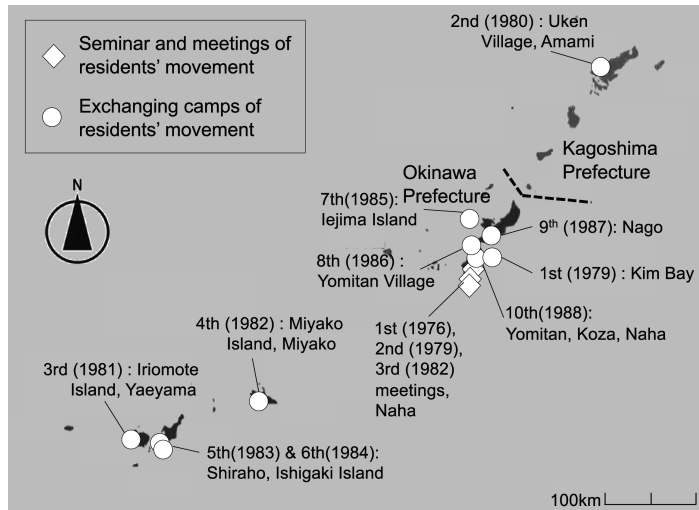 Seminar and meetings of
residents' movement
Exchanging camps of
residents' movement
2nd (1980) : Uken
Village, Amami
N
Kagoshima
Prefecture
Okinawa
Prefecture
7th(1985):
Iejima Island
9th (1987): Nago
8th (1986) :
Yomitan Village
1st (1979) : Kim Bay
10th(1988):
Yomitan, Koza, Naha
1st (1976),
2nd (1979),
3rd (1982)
meetings,
Naha
4th (1982) : Miyako
Island, Miyako
3rd (1981) : Iriomote
Island, Yaeyama
5th(1983) & 6th(1984):
Shiraho, Ishigaki Island
100km